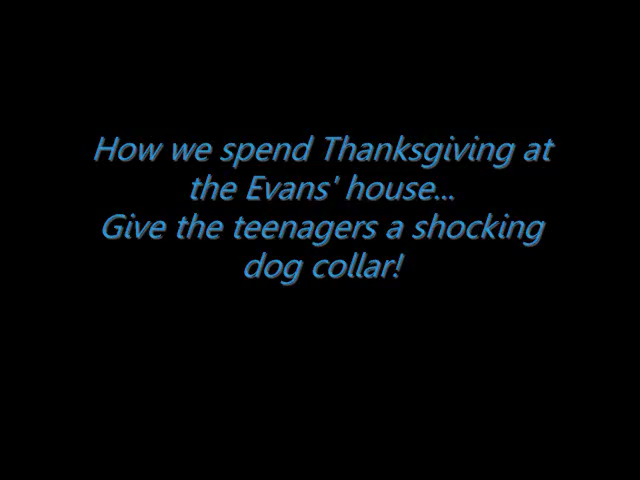 How we spend Thanksgiving at
the Evans' house...
Give the teenagers a shocking
dog collar!